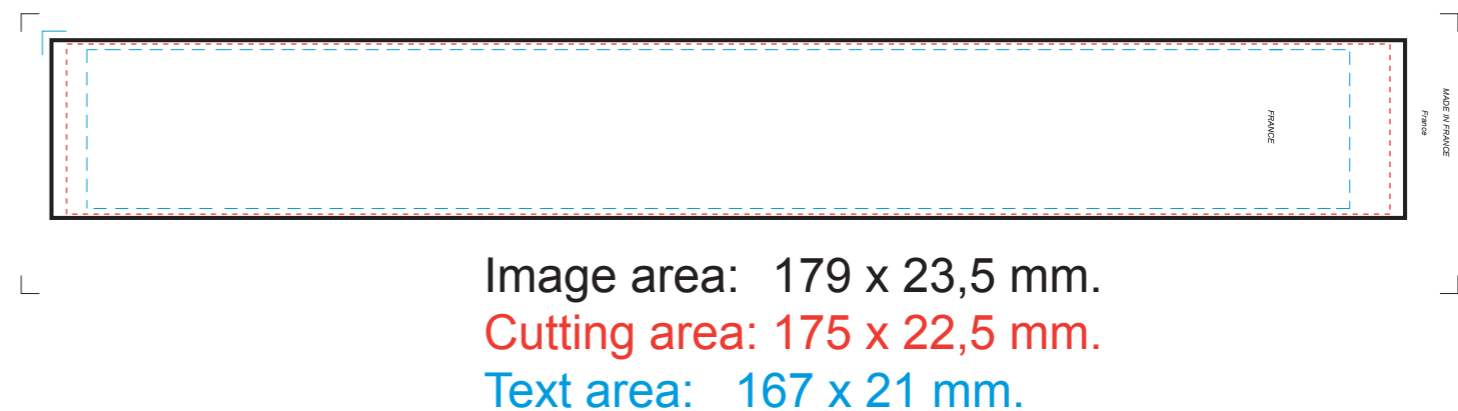 FRANCE
France
MADE IN FRANCE
Image area: 179 x 23,5 mm.
Cutting area: 175 x 22,5 mm.
Text area: 167 x 21 mm.